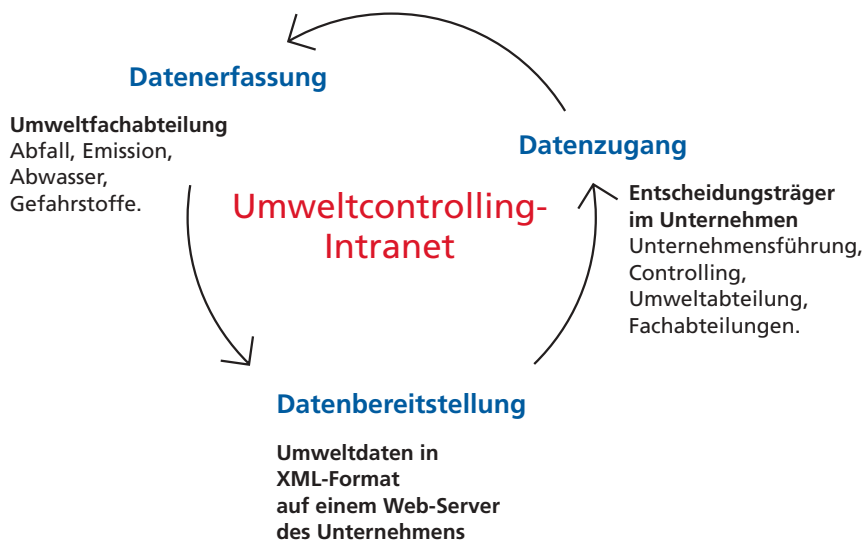 Datenerfassung
Umweltfachabteilung
Abfall, Emission,
Abwasser,
Gefahrstoffe.
Umweltcontrolling-
Intranet
Datenzugang
Entscheidungsträger
im Unternehmen
Unternehmensführung,
Controlling,
Umweltabteilung,
Fachabteilungen.
Datenbereitstellung
Umweltdaten in
XML-Format
auf einem Web-Server
des Unternehmens